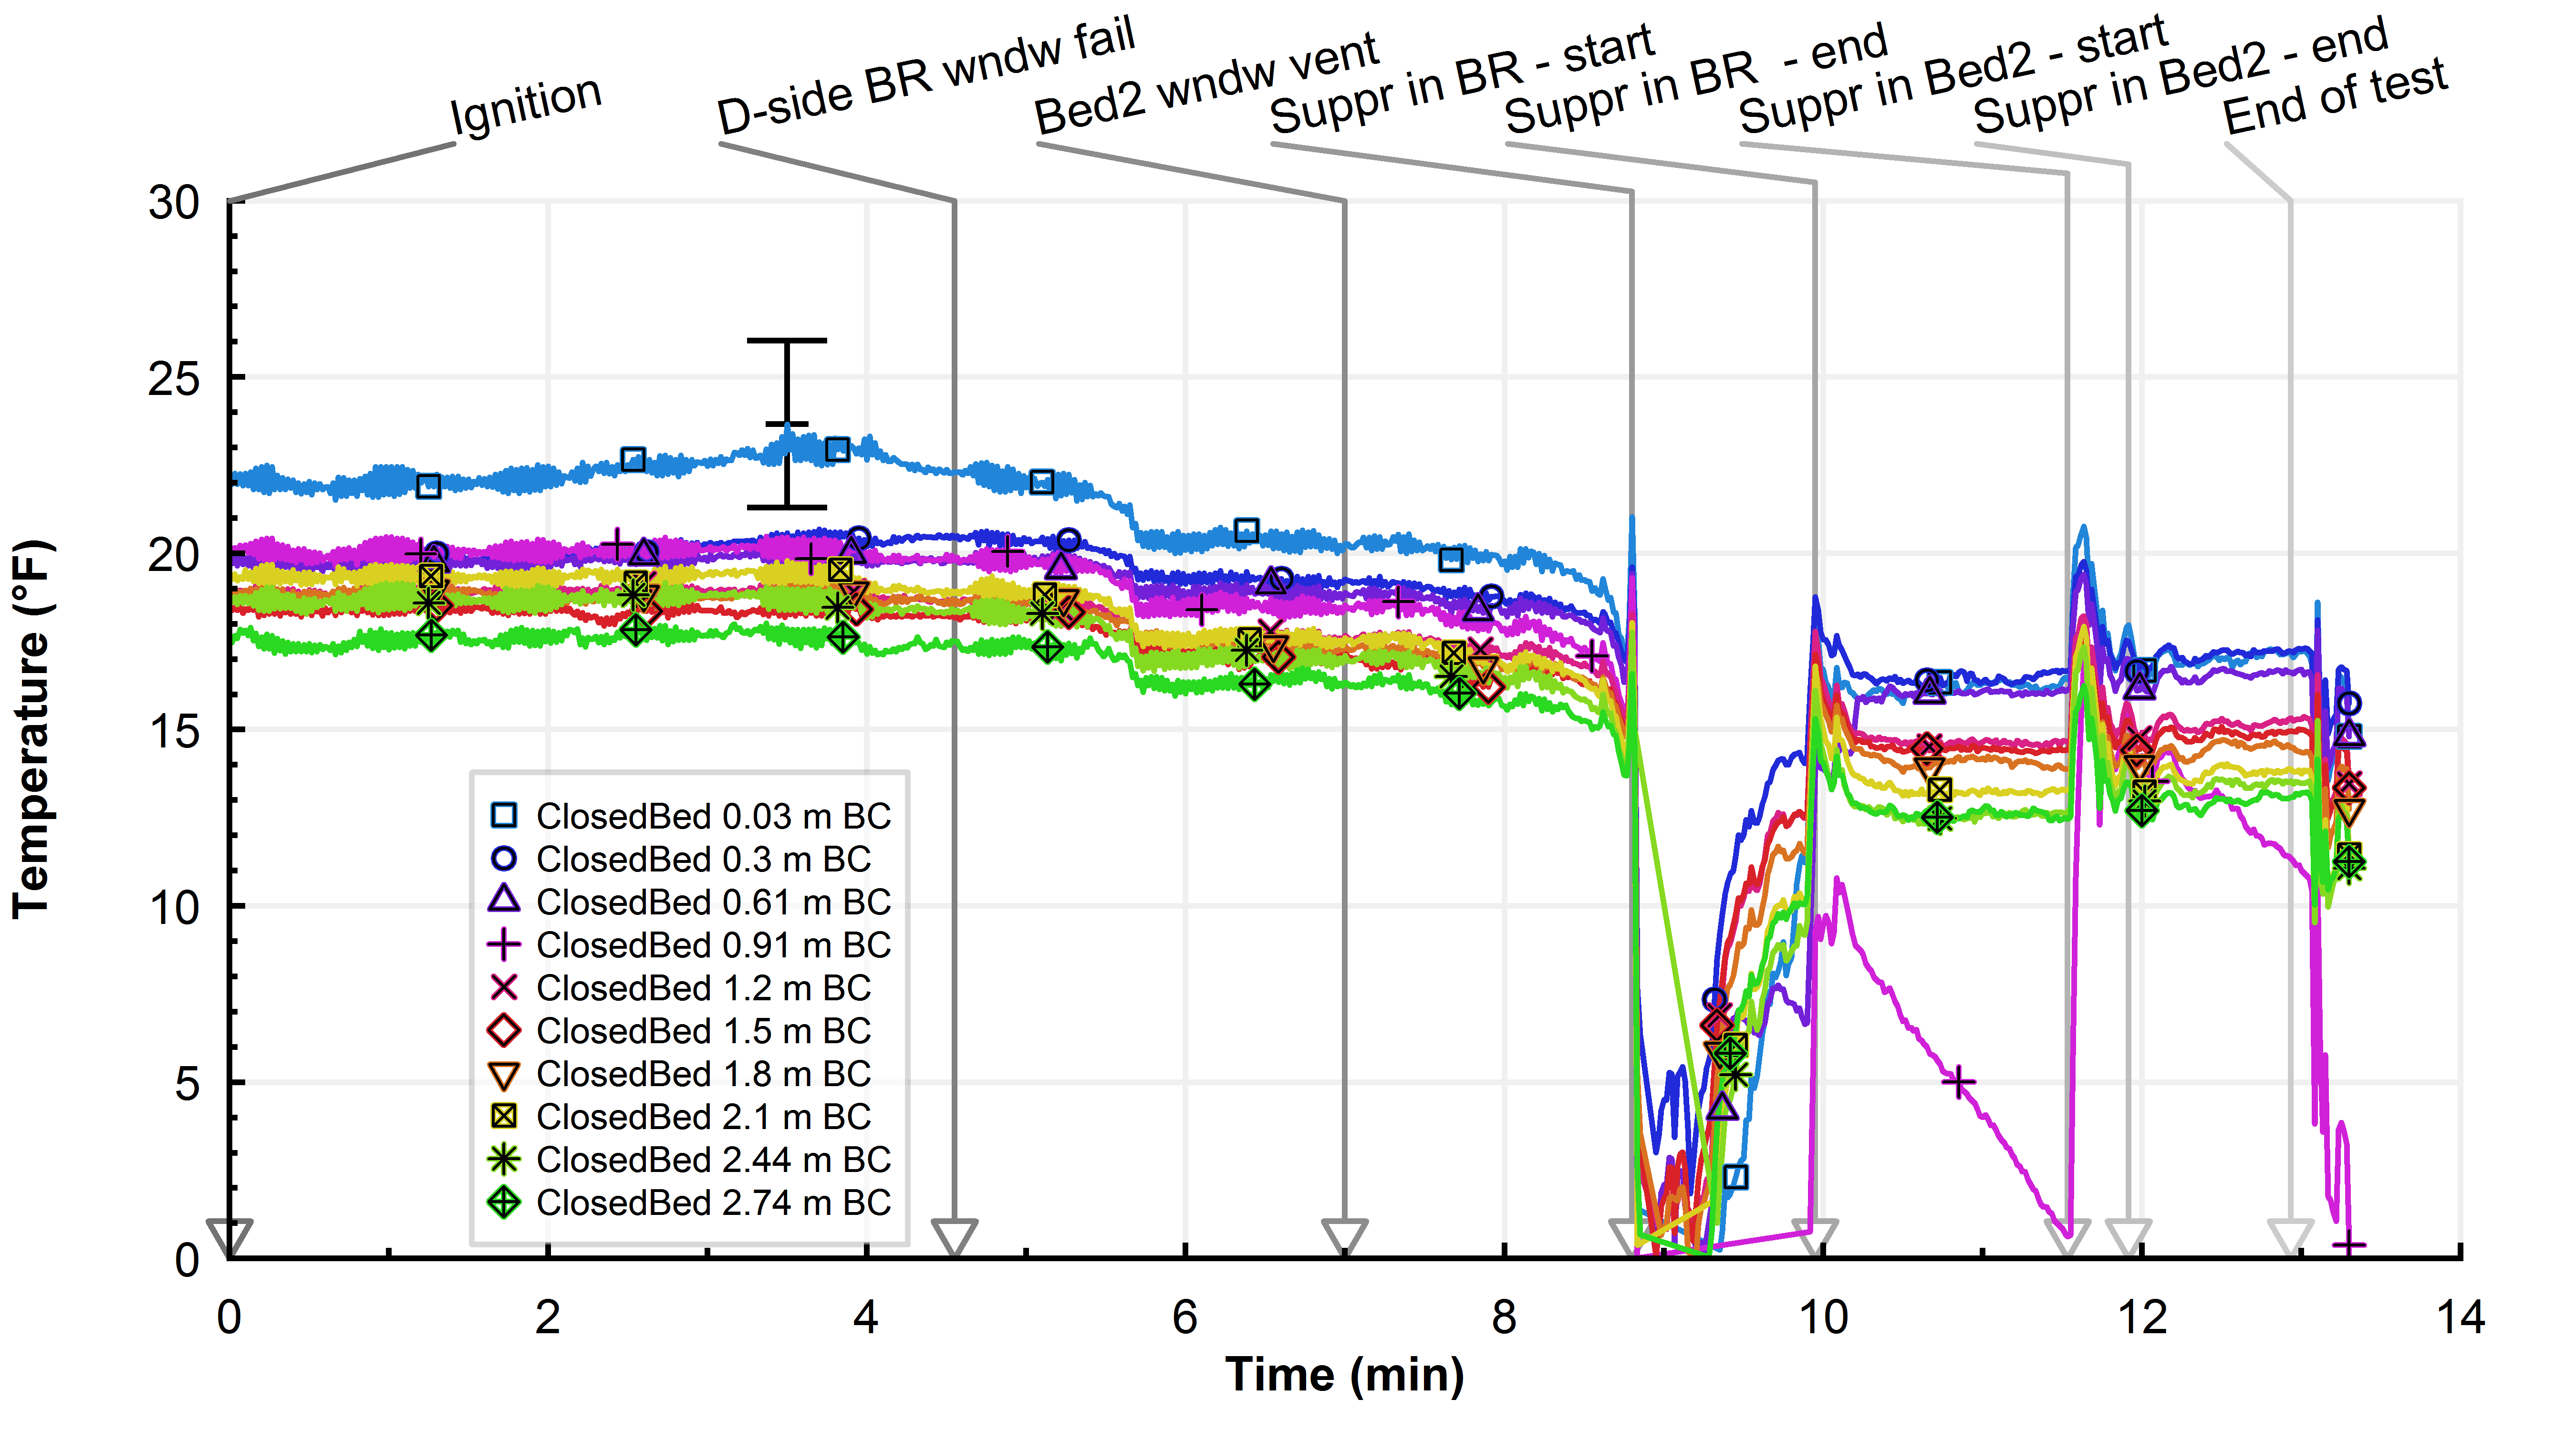 Ignition
D-side BR wndw fail
Bed2 wndw vent
Suppr in BR - start
Suppr in BR  - end
Suppr in Bed2 - start
Suppr in Bed2 - end
End of test
Temperature (°F)
30
25
20
15
10
5
0
ClosedBed 0.03 m BC
ClosedBed 0.3 m BC
ClosedBed 0.61 m BC
ClosedBed 0.91 m BC
ClosedBed 1.2 m BC
ClosedBed 1.5 m BC
ClosedBed 1.8 m BC
ClosedBed 2.1 m BC
ClosedBed 2.44 m BC
ClosedBed 2.74 m BC
0 2 4 6 8 10 12 14
Time (min)